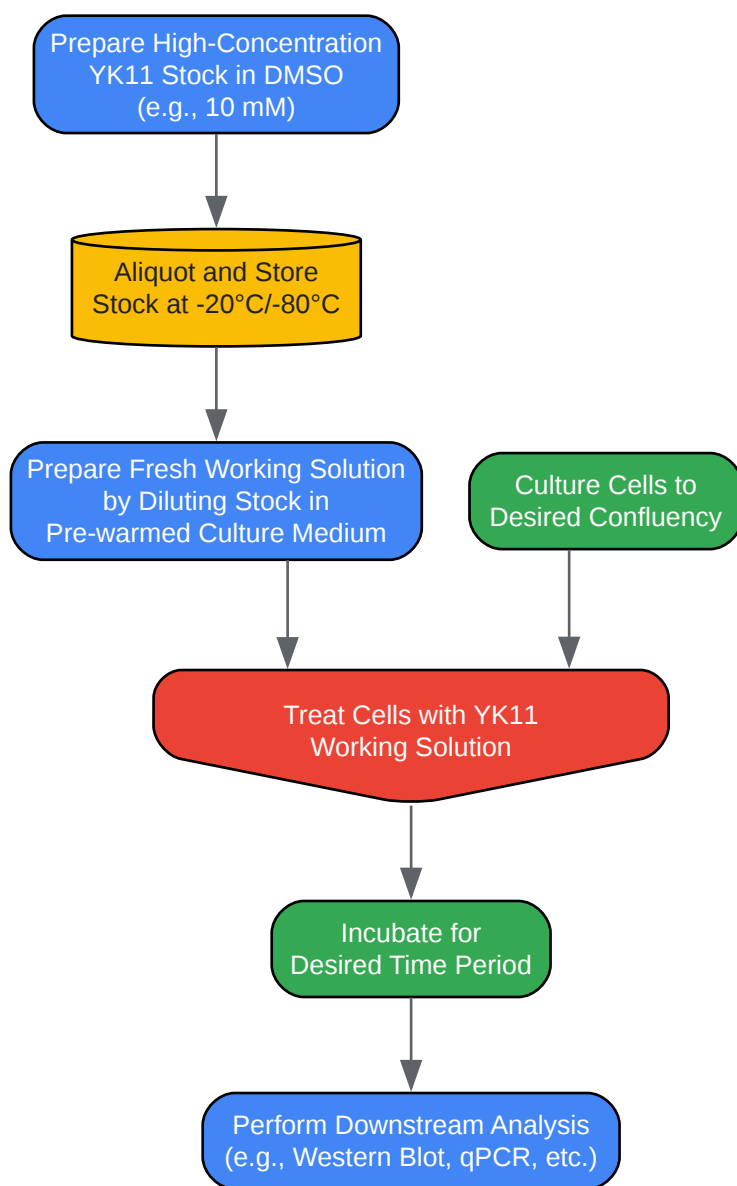 Prepare High-Concentration
YK11 Stock in DMSO
(e.g., 10 mM)
Aliquot and Store
Stock at -20°C/-80°C
Prepare Fresh Working Solution
by Diluting Stock in
Pre-warmed Culture Medium
Culture Cells to
Desired Confluency
Treat Cells with YK11
Working Solution
Incubate for
Desired Time Period
Perform Downstream Analysis
(e.g., Western Blot, qPCR, etc.)